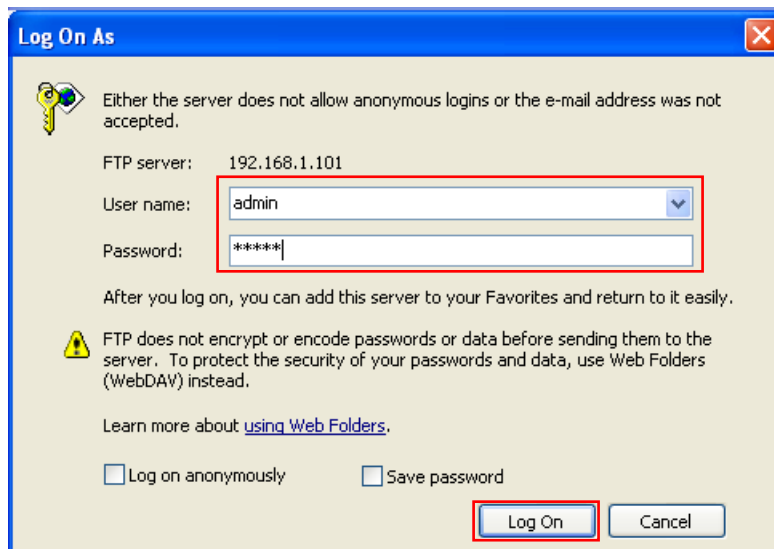 Log On As
Either the server does not allow anonymous logins or the e-mail address was not
accepted.
FTP server: 192.168.1.101
User name: admin
Password: *****
After you log on, you can add this server to your Favorites and return to it easily.
FTP does not encrypt or encode passwords or data before sending them to the
server. To protect the security of your passwords and data, use Web Folders
(WebDAV) instead.
Learn more about using Web Folders.
Log on anonymously Save password
Log On Cancel